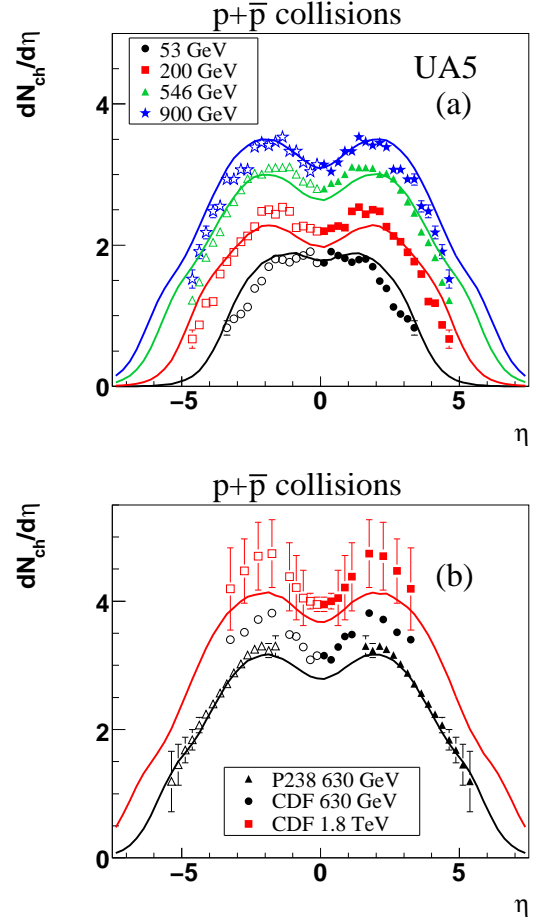 p+p̅ collisions
dN_ch/dη
53 GeV
200 GeV
546 GeV
900 GeV
UA5
(a)
4
2
0
−5
0
5
η
p+p̅ collisions
dN_ch/dη
6
(b)
4
2
0
P238 630 GeV
CDF 630 GeV
CDF 1.8 TeV
−5
0
5
η